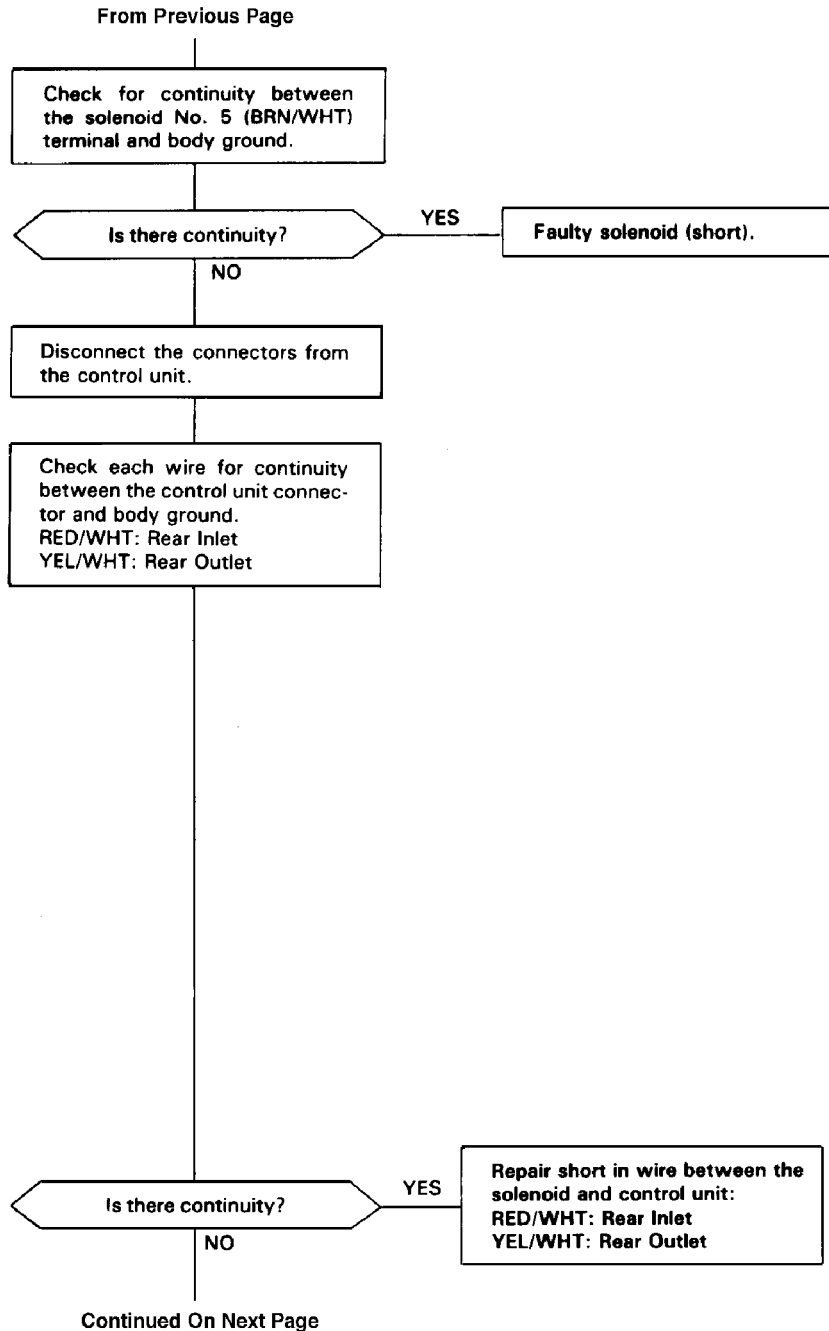 From Previous Page
Check for continuity between
the solenoid No. 5 (BRN/WHT)
terminal and body ground.
Is there continuity?
YES
Faulty solenoid (short).
NO
Disconnect the connectors from
the control unit.
Check each wire for continuity
between the control unit connec-
tor and body ground.
RED/WHT: Rear Inlet
YEL/WHT: Rear Outlet
Is there continuity?
YES
Repair short in wire between the
solenoid and control unit:
RED/WHT: Rear Inlet
YEL/WHT: Rear Outlet
NO
Continued On Next Page